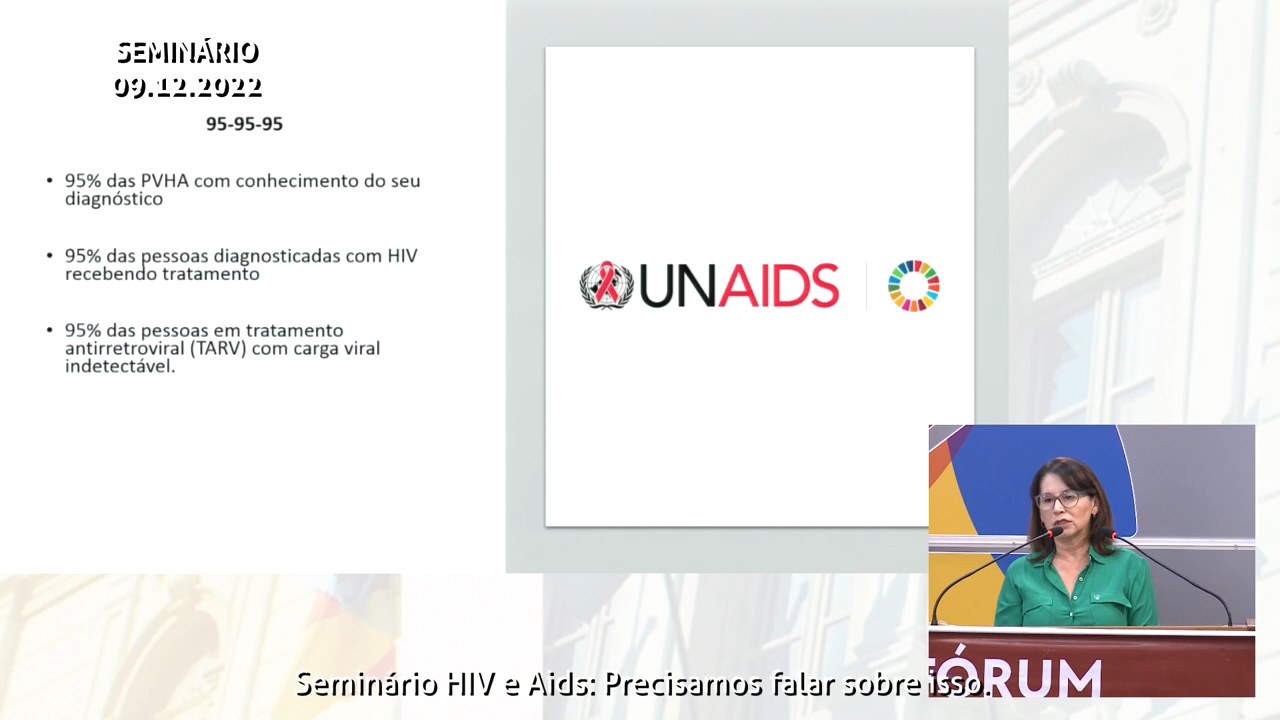 SEMINÁRIO
09.12.2022
95-95-95
• 95% das PVHA com conhecimento do seu
diagnóstico
• 95% das pessoas diagnosticadas com HIV
recebendo tratamento
• 95% das pessoas em tratamento
antirretroviral (TARV) com carga viral
indetectável.
UNAIDS
FÓRUM
Seminário HIV e Aids: Precisamos falar sobre isso.